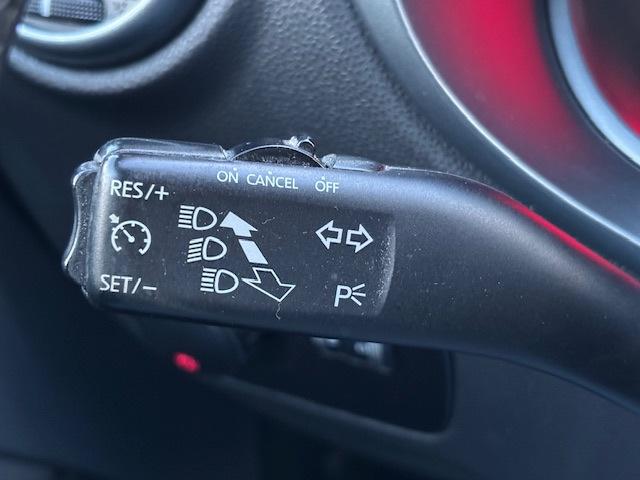 ON CANCEL OFF
RES/+
SET/-
P